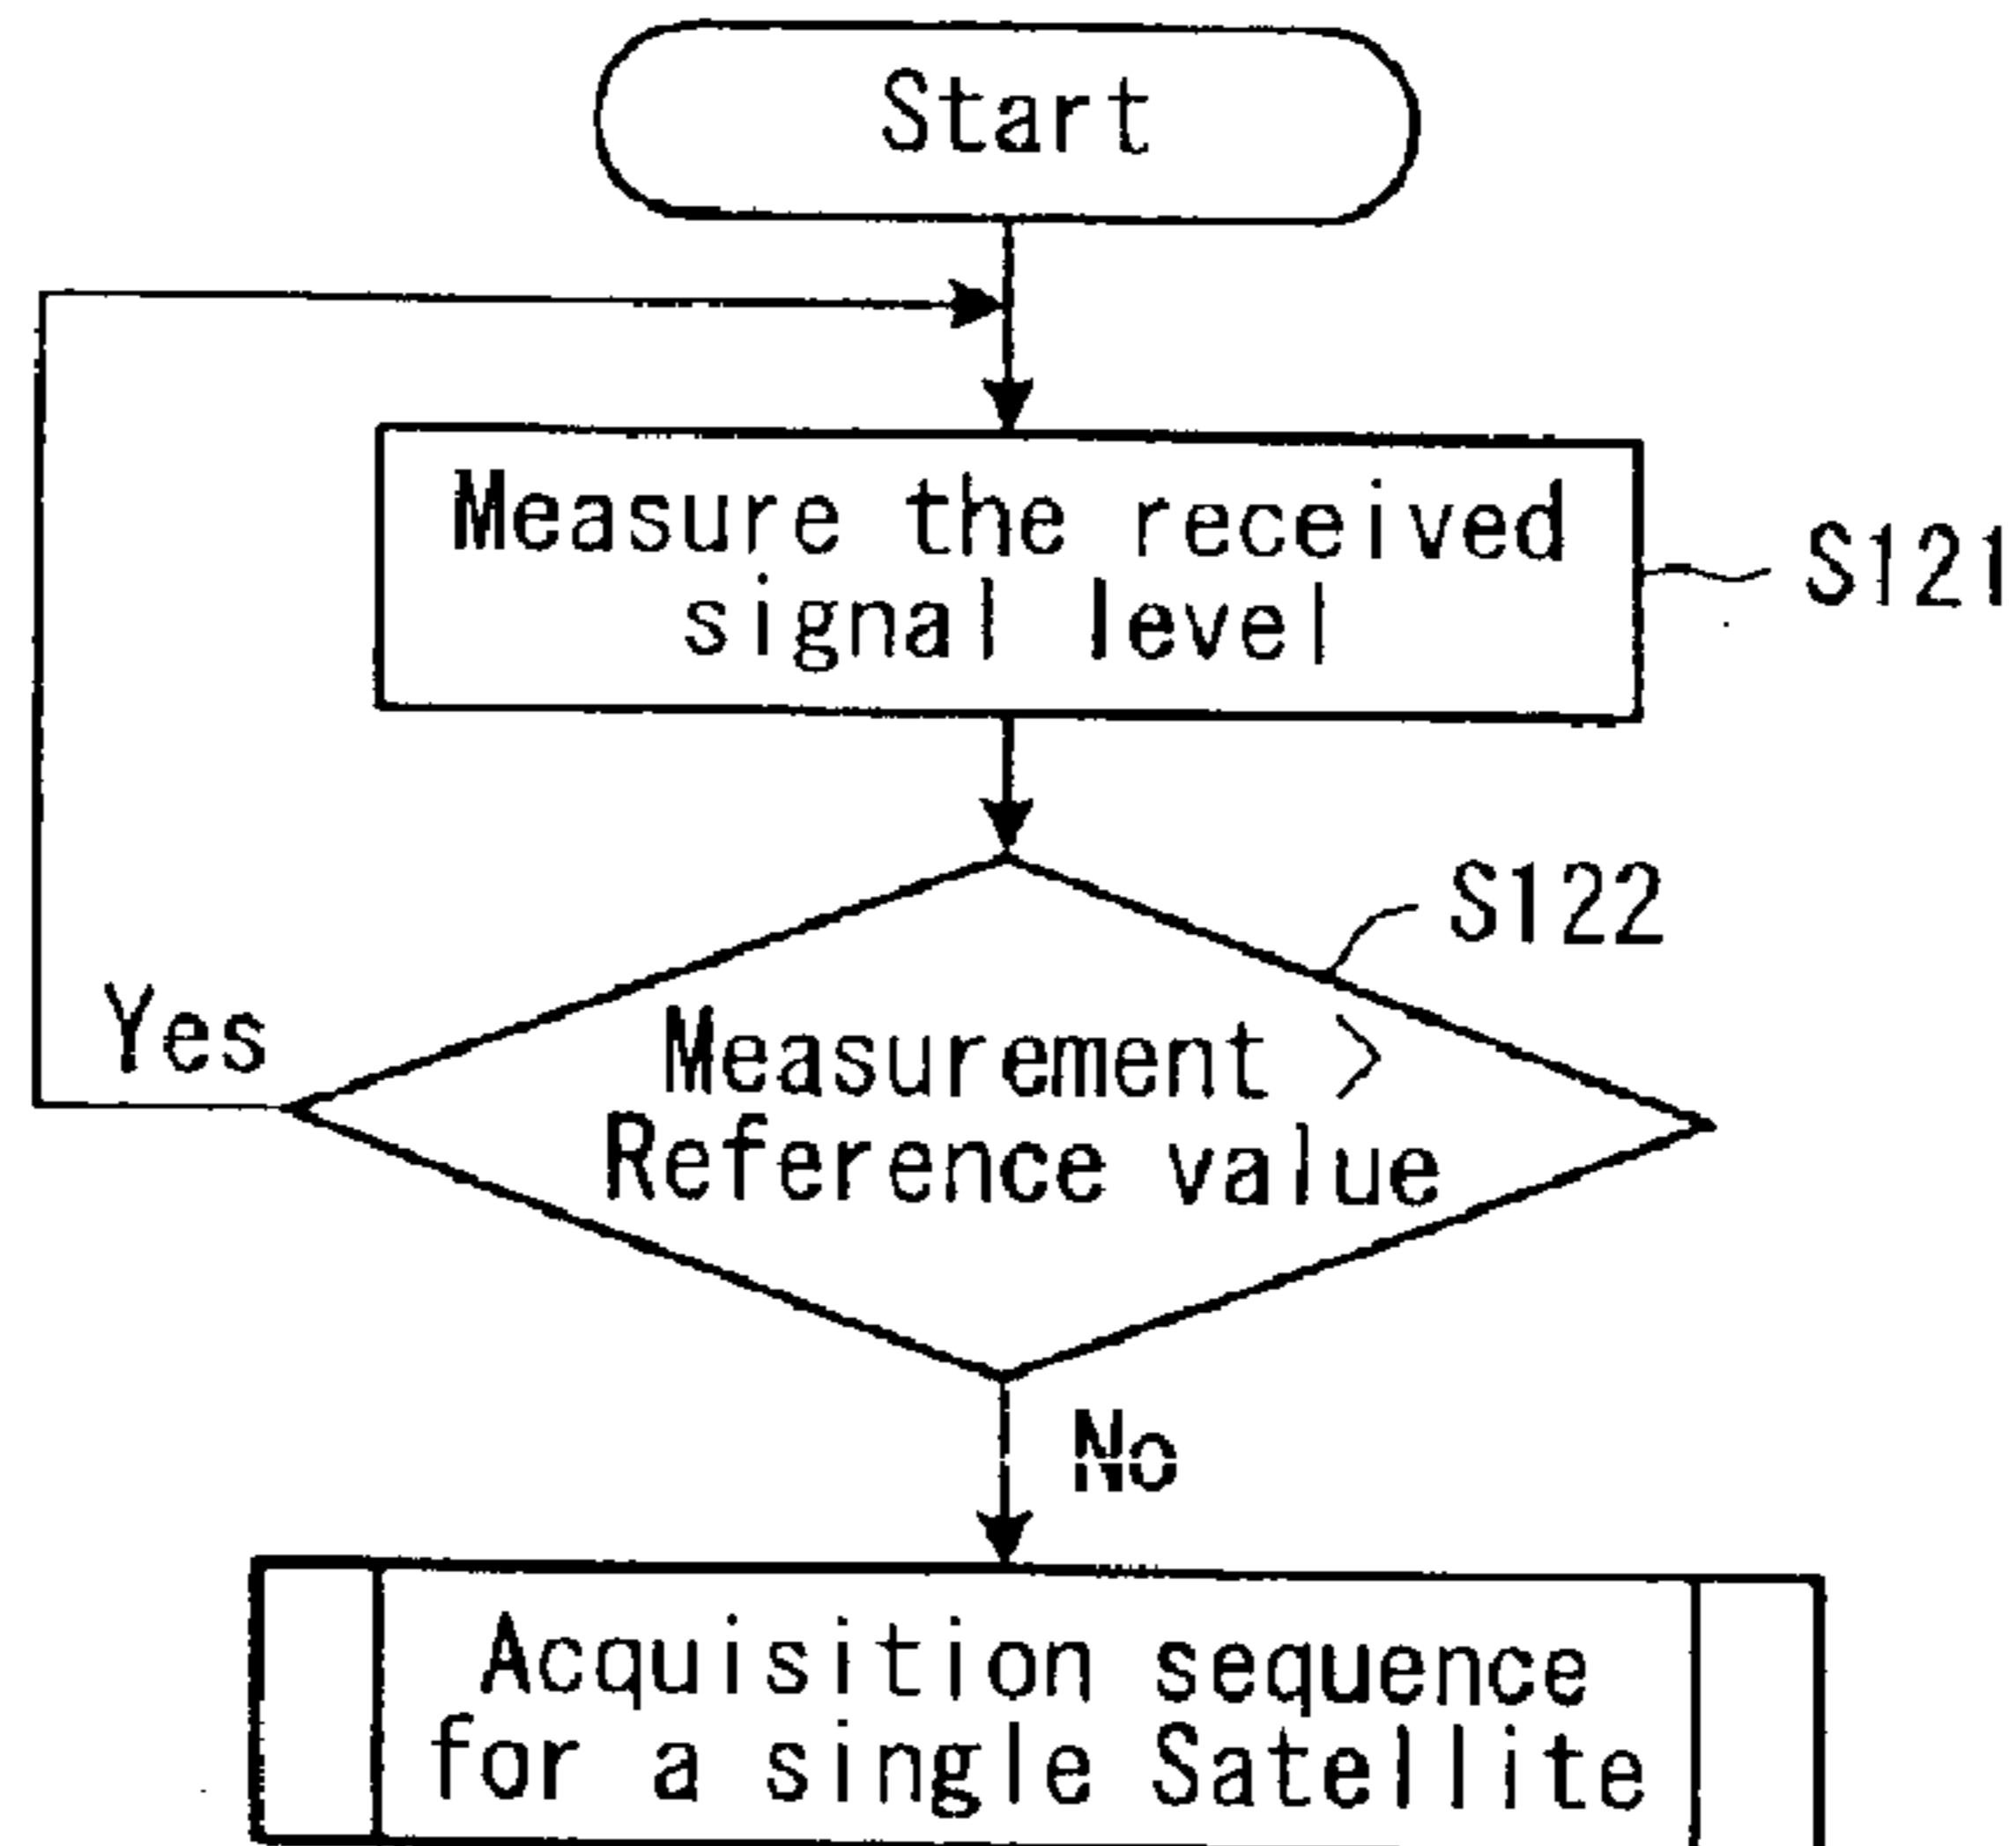 Start
Measure the received
signal level
S121
S122
Yes
Measurement >
Reference value
No
Acquisition sequence
for a single Satellite